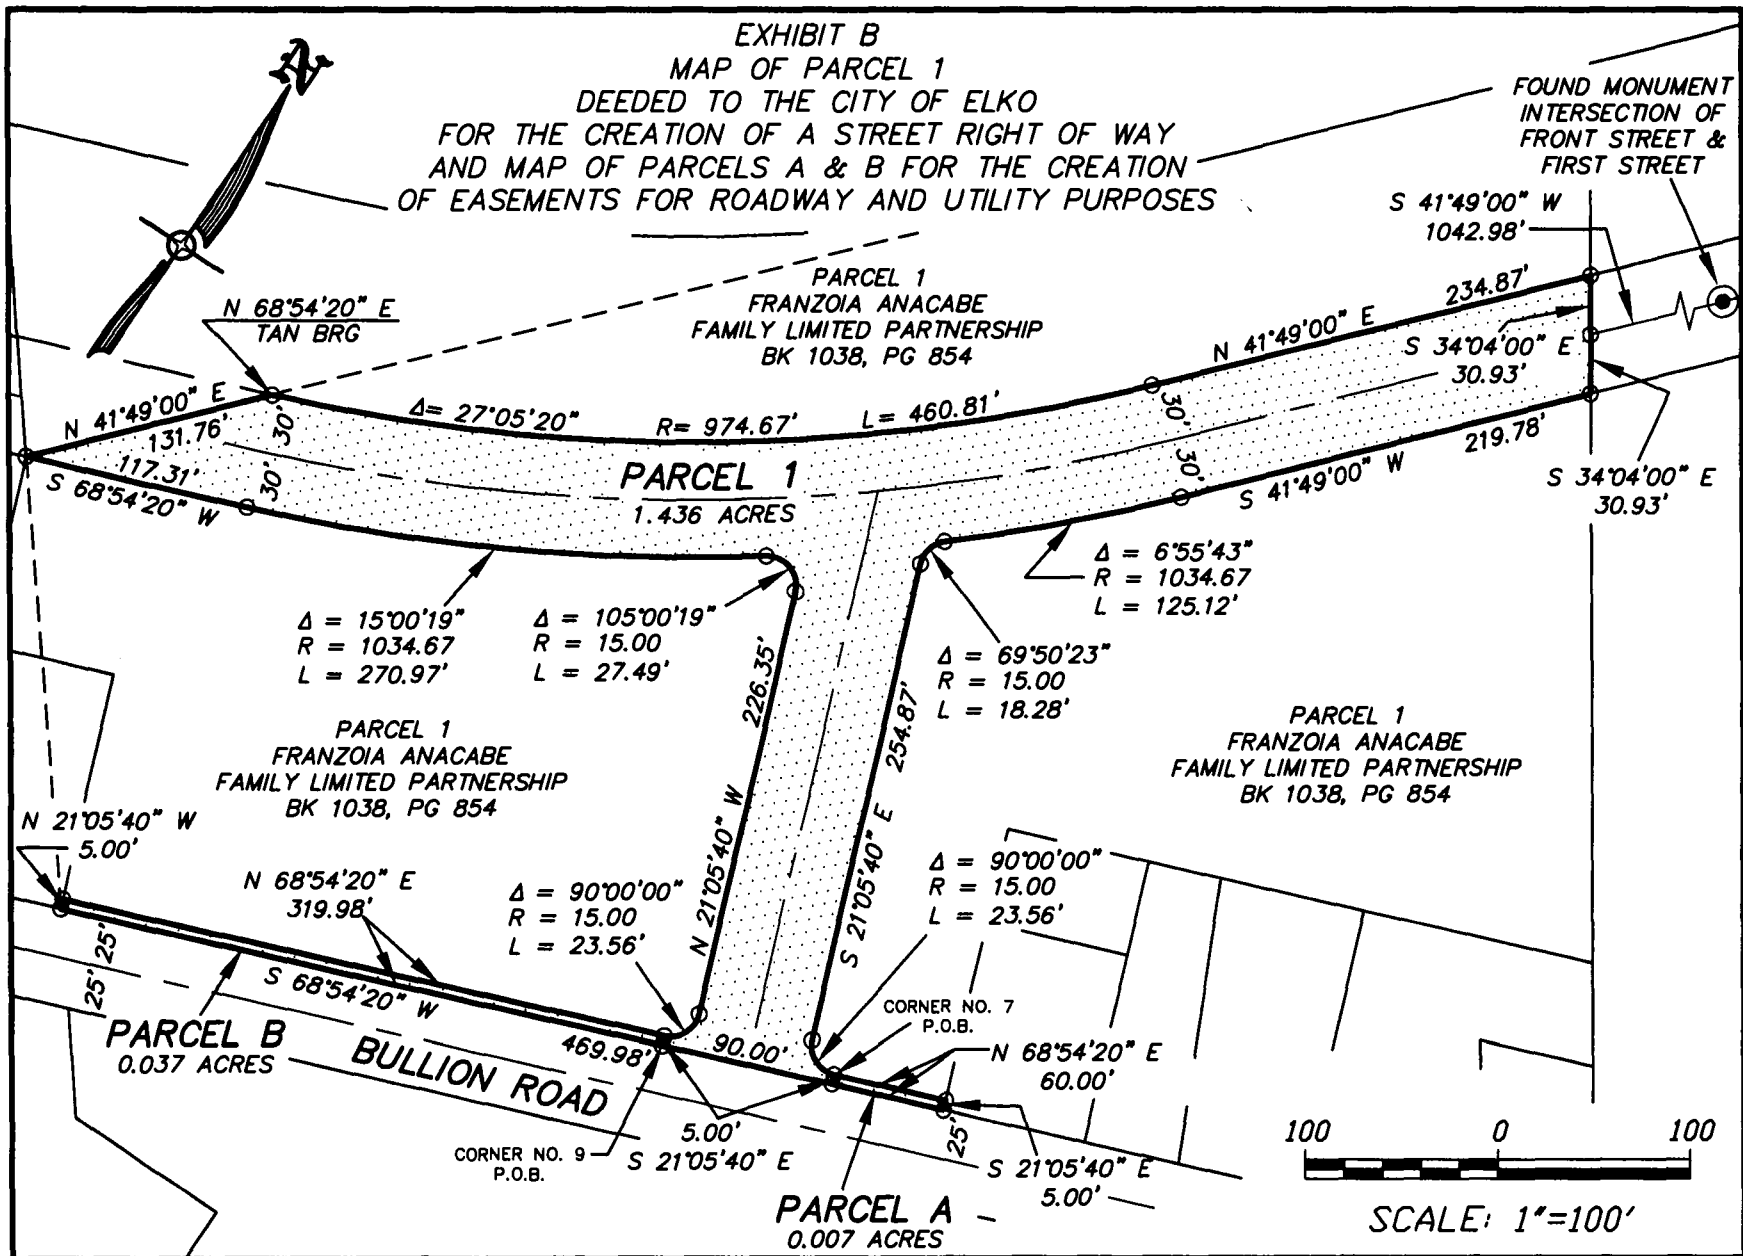 EXHIBIT B
MAP OF PARCEL 1
DEEDED TO THE CITY OF ELKO
FOR THE CREATION OF A STREET RIGHT OF WAY
AND MAP OF PARCELS A & B FOR THE CREATION
OF EASEMENTS FOR ROADWAY AND UTILITY PURPOSES
N
FOUND MONUMENT
INTERSECTION OF
FRONT STREET &
FIRST STREET
S 41°49'00" W
1042.98'
PARCEL 1
FRANZOIA ANACABE
FAMILY LIMITED PARTNERSHIP
BK 1038, PG 854
N 68°54'20" E
TAN BRG
234.87'
N 41°49'00" E
S 34°04'00" E
30.93'
N 41°49'00" E
131.76'
30'
Δ= 27°05'20"
R= 974.67'
L= 460.81'
30'
117.31'
S 68°54'20" W
30'
PARCEL 1
1.436 ACRES
30'
S 41°49'00" W
219.78'
S 34°04'00" E
30.93'
Δ = 6°55'43"
R = 1034.67
L = 125.12'
Δ = 15°00'19"
R = 1034.67
L = 270.97'
Δ = 105°00'19"
R = 15.00
L = 27.49'
226.35'
N 21°05'40" W
254.87'
S 21°05'40" E
Δ = 69°50'23"
R = 15.00
L = 18.28'
PARCEL 1
FRANZOIA ANACABE
FAMILY LIMITED PARTNERSHIP
BK 1038, PG 854
PARCEL 1
FRANZOIA ANACABE
FAMILY LIMITED PARTNERSHIP
BK 1038, PG 854
N 21°05'40" W
5.00'
N 68°54'20" E
319.98'
Δ = 90°00'00"
R = 15.00
L = 23.56'
Δ = 90°00'00"
R = 15.00
L = 23.56'
25'
25'
S 68°54'20" W
469.98'
90.00'
CORNER NO. 7
P.O.B.
N 68°54'20" E
60.00'
PARCEL B
0.037 ACRES
BULLION ROAD
CORNER NO. 9
P.O.B.
5.00'
S 21°05'40" E
25'
S 21°05'40" E
5.00'
PARCEL A
0.007 ACRES
100 0 100
SCALE: 1"=100'